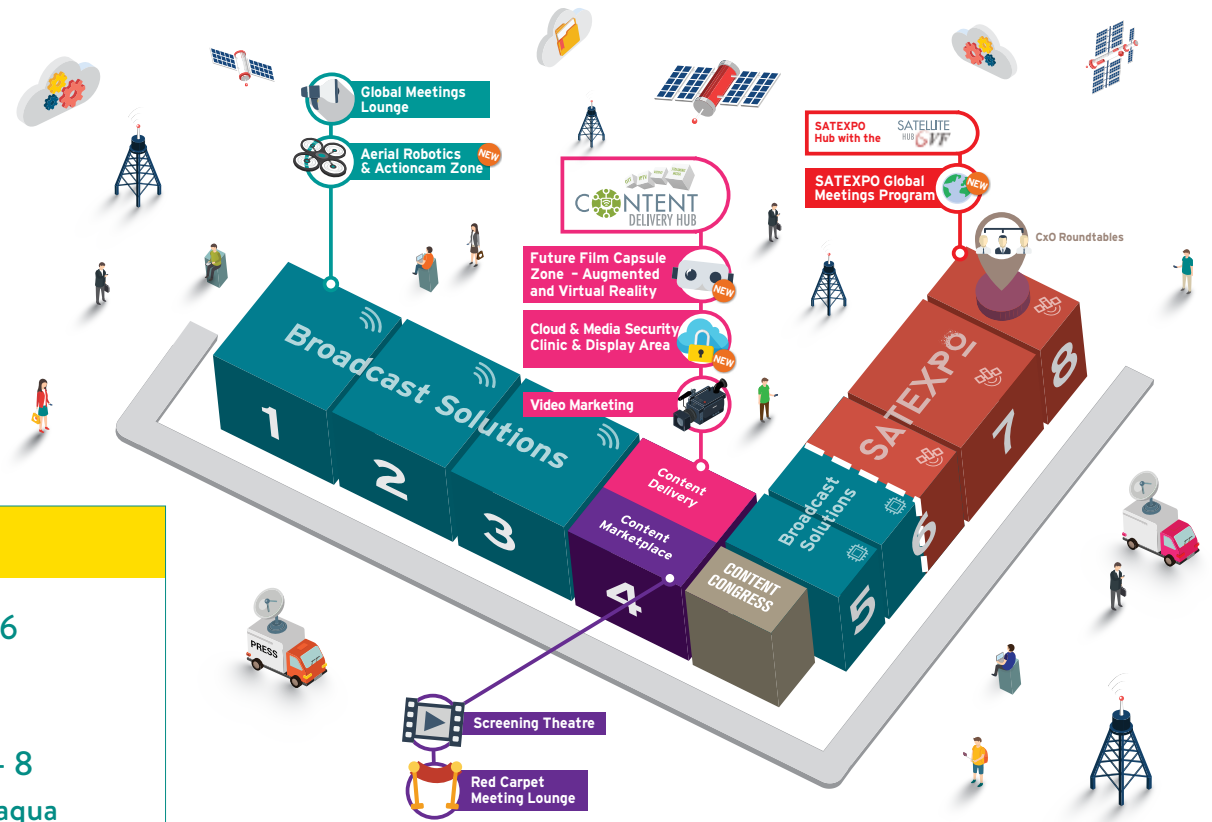 Global Meetings
Lounge
Aerial Robotics
& Actioncam Zone
NEW
CONTENT
DELIVERY HUB
Future Film Capsule
Zone – Augmented
and Virtual Reality
NEW
Cloud & Media Security
Clinic & Display Area
NEW
Video Marketing
SATEXPO
Hub with the
SATELLITE
HUB GVF
SATEXPO Global
Meetings Program
NEW
CxO Roundtables
Broadcast Solutions
1
2
3
Content
Delivery
Content
Marketplace
4
CONTENT
CONGRESS
Broadcast
Solutions
5
6
SATEXPO
7
8
PRESS
Screening Theatre
Red Carpet
Meeting Lounge
6
- 8
aqua